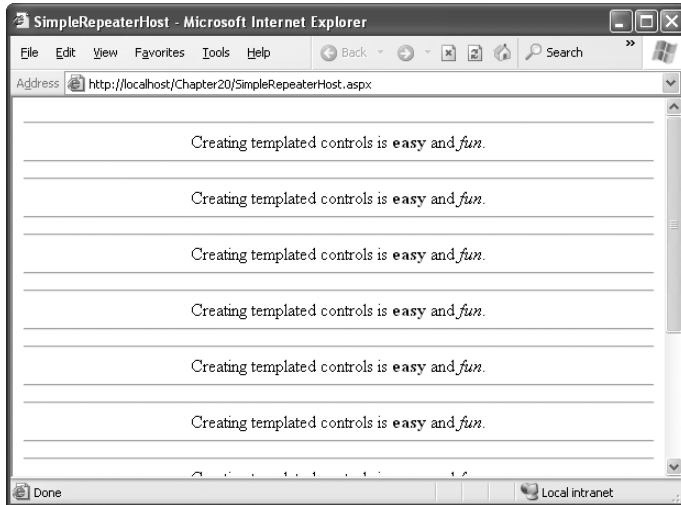 SimpleRepeaterHost - Microsoft Internet Explorer
File Edit View Favorites Tools Help Back Search »
Address http://localhost/Chapter20/SimpleRepeaterHost.aspx
Creating templated controls is easy and fun.
Creating templated controls is easy and fun.
Creating templated controls is easy and fun.
Creating templated controls is easy and fun.
Creating templated controls is easy and fun.
Creating templated controls is easy and fun.
Done Local intranet